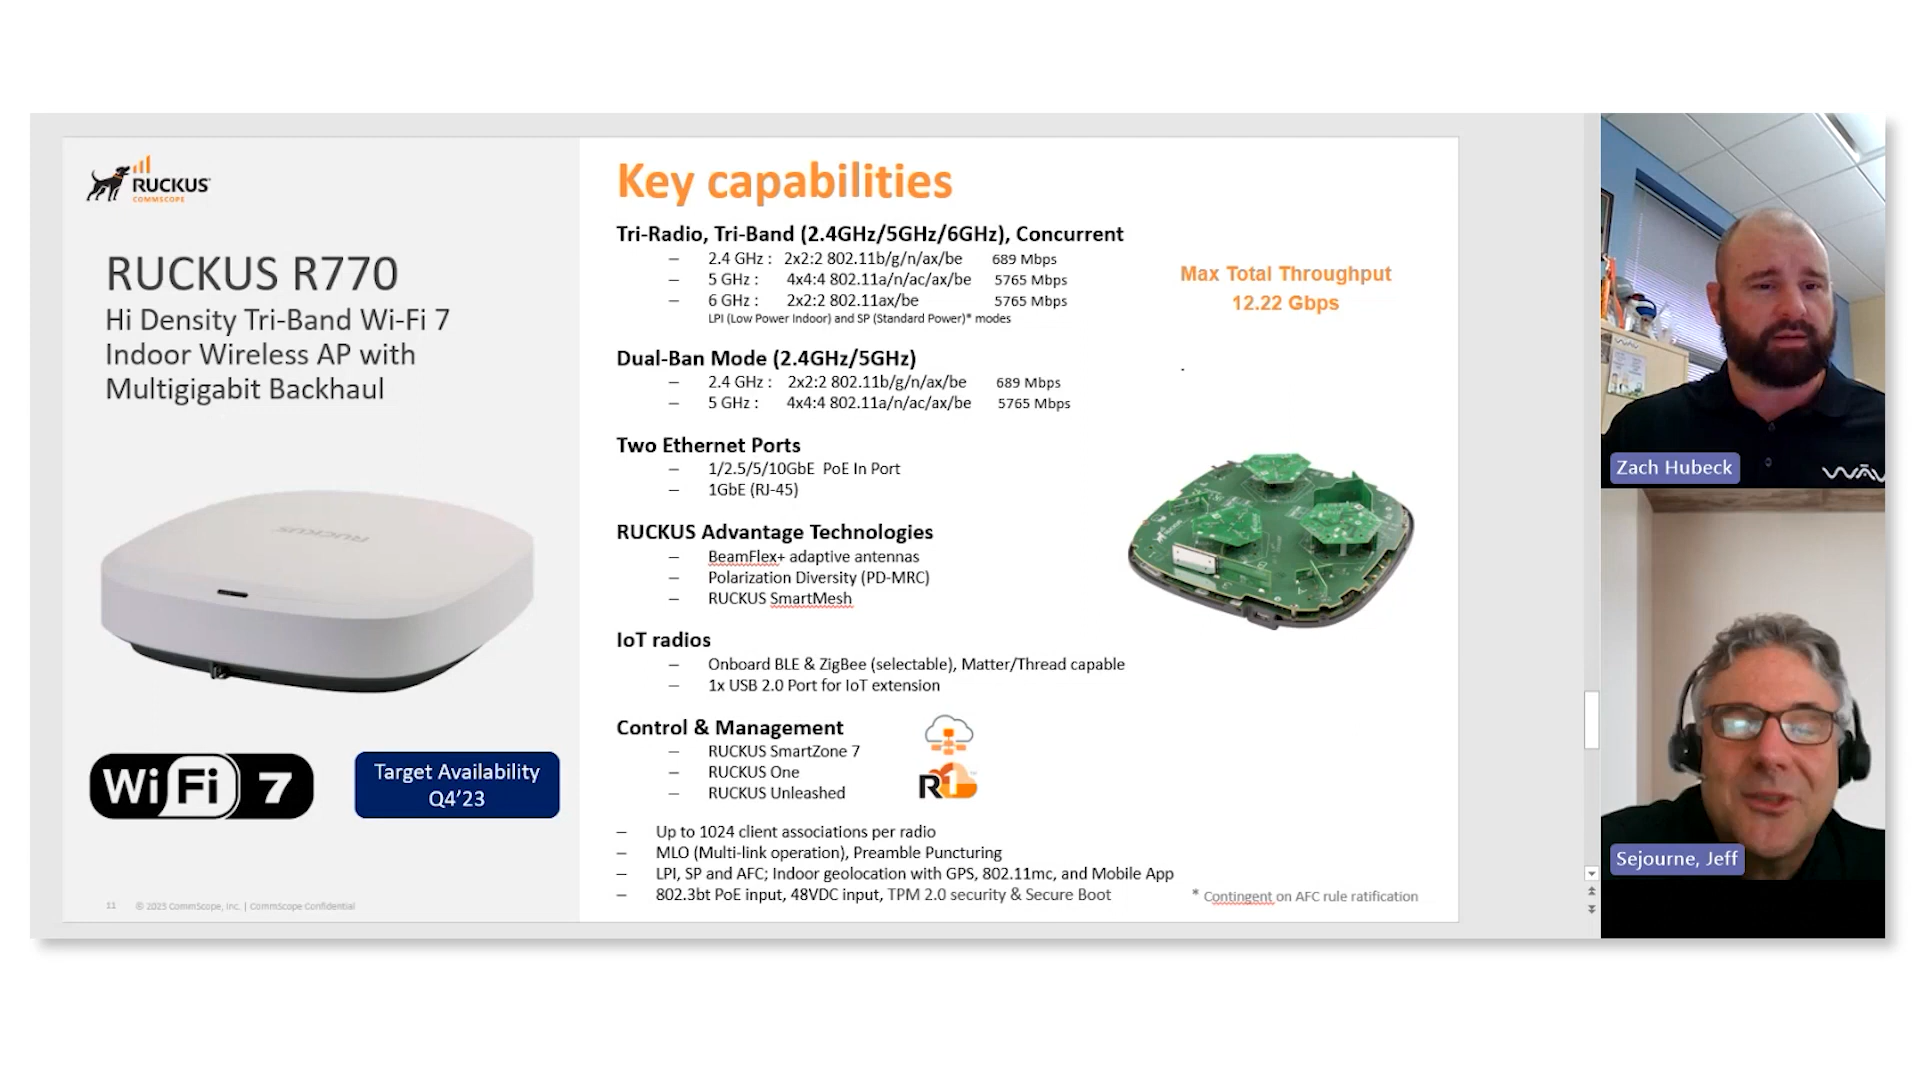 RUCKUS
COMMSCOPE
RUCKUS R770
Hi Density Tri-Band Wi-Fi 7
Indoor Wireless AP with
Multigigabit Backhaul
RUCKUS
Wi Fi 7
Target Availability
Q4’23
11 © 2023 CommScope, Inc. | CommScope Confidential
Key capabilities
Tri-Radio, Tri-Band (2.4GHz/5GHz/6GHz), Concurrent
– 2.4 GHz : 2x2:2 802.11b/g/n/ax/be 689 Mbps
– 5 GHz : 4x4:4 802.11a/n/ac/ax/be 5765 Mbps
– 6 GHz : 2x2:2 802.11ax/be 5765 Mbps
LPI (Low Power Indoor) and SP (Standard Power)* modes
Max Total Throughput
12.22 Gbps
Dual-Ban Mode (2.4GHz/5GHz)
– 2.4 GHz : 2x2:2 802.11b/g/n/ax/be 689 Mbps
– 5 GHz : 4x4:4 802.11a/n/ac/ax/be 5765 Mbps
Two Ethernet Ports
– 1/2.5/5/10GbE PoE In Port
– 1GbE (RJ-45)
RUCKUS Advantage Technologies
– BeamFlex+ adaptive antennas
– Polarization Diversity (PD-MRC)
– RUCKUS SmartMesh
IoT radios
– Onboard BLE & ZigBee (selectable), Matter/Thread capable
– 1x USB 2.0 Port for IoT extension
Control & Management
– RUCKUS SmartZone 7
– RUCKUS One
– RUCKUS Unleashed
R1
– Up to 1024 client associations per radio
– MLO (Multi-link operation), Preamble Puncturing
– LPI, SP and AFC; Indoor geolocation with GPS, 802.11mc, and Mobile App
– 802.3bt PoE input, 48VDC input, TPM 2.0 security & Secure Boot
* Contingent on AFC rule ratification
Zach Hubeck
WAV
Sejourne, Jeff